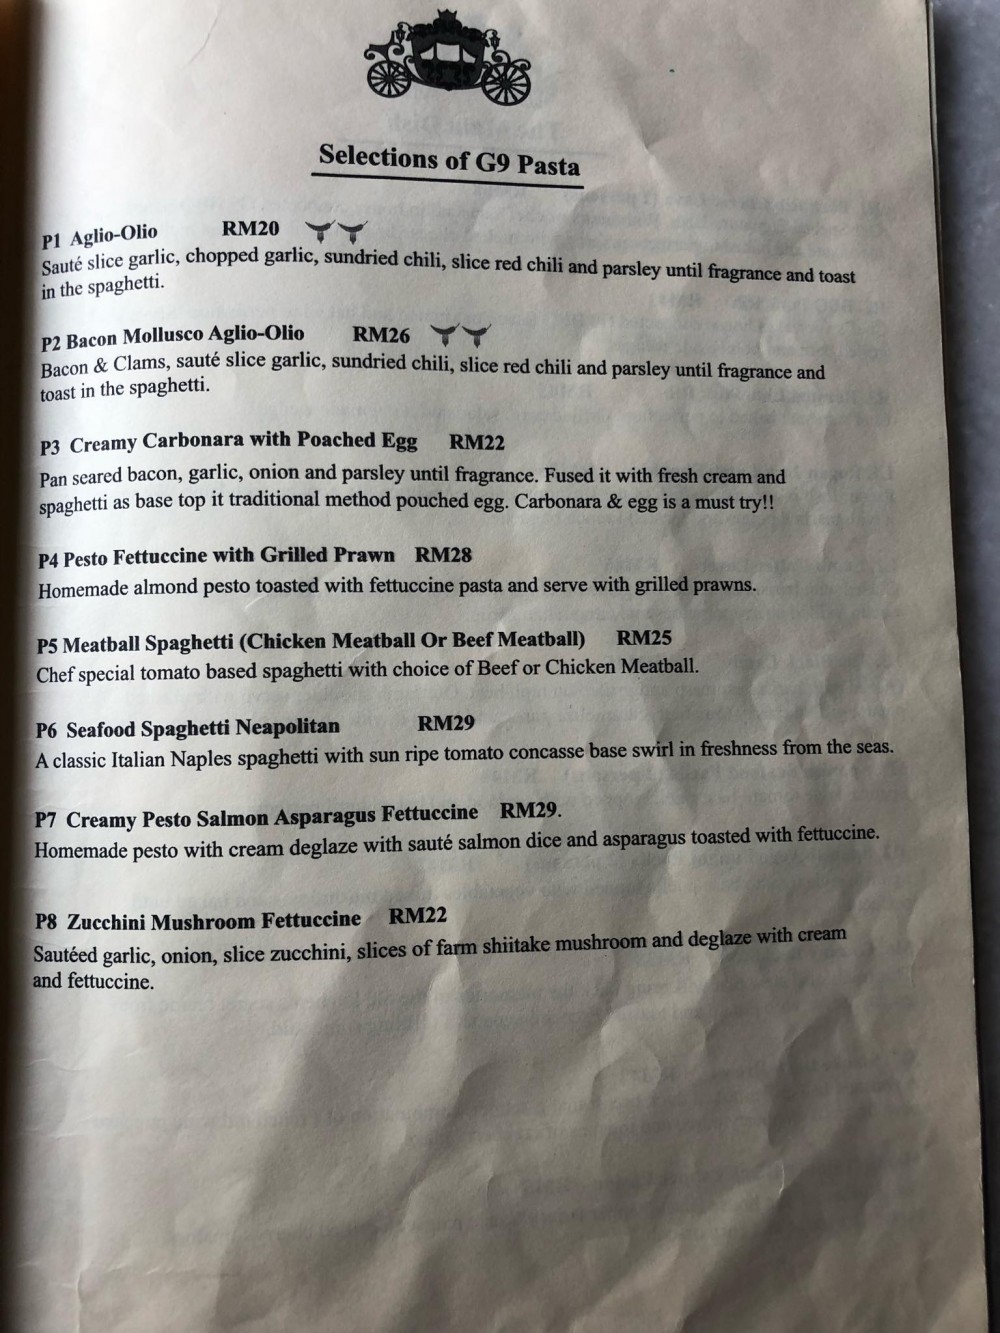 Selections of G9 Pasta
P1 Aglio-Olio RM20
Sauté slice garlic, chopped garlic, sundried chili, slice red chili and parsley until fragrance and toast
in the spaghetti.
P2 Bacon Mollusco Aglio-Olio RM26
Bacon & Clams, sauté slice garlic, sundried chili, slice red chili and parsley until fragrance and
toast in the spaghetti.
P3 Creamy Carbonara with Poached Egg RM22
Pan seared bacon, garlic, onion and parsley until fragrance. Fused it with fresh cream and
spaghetti as base top it traditional method pouched egg. Carbonara & egg is a must try!!
P4 Pesto Fettuccine with Grilled Prawn RM28
Homemade almond pesto toasted with fettuccine pasta and serve with grilled prawns.
P5 Meatball Spaghetti (Chicken Meatball Or Beef Meatball) RM25
Chef special tomato based spaghetti with choice of Beef or Chicken Meatball.
P6 Seafood Spaghetti Neapolitan RM29
A classic Italian Naples spaghetti with sun ripe tomato concasse base swirl in freshness from the seas.
P7 Creamy Pesto Salmon Asparagus Fettuccine RM29.
Homemade pesto with cream deglaze with sauté salmon dice and asparagus toasted with fettuccine.
P8 Zucchini Mushroom Fettuccine RM22
Sautéed garlic, onion, slice zucchini, slices of farm shiitake mushroom and deglaze with cream
and fettuccine.